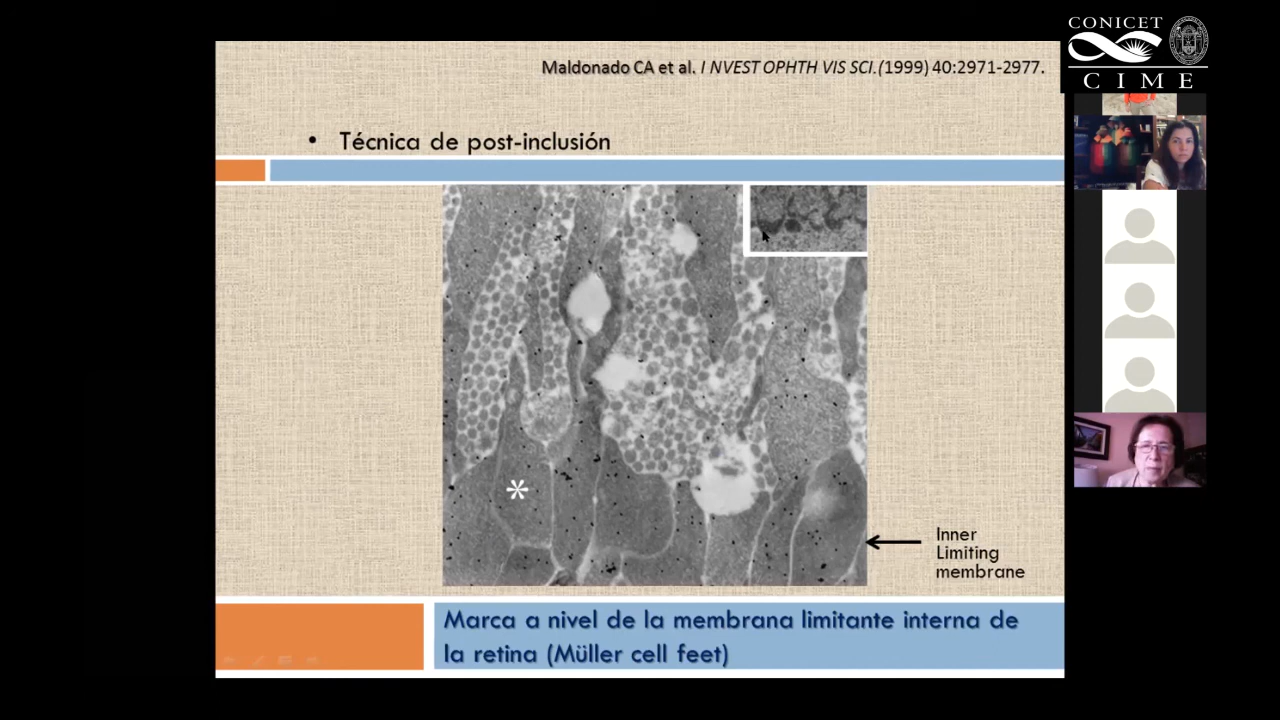 CONICET
CIME
Maldonado CA et al. I NVEST OPHTH VIS SCI.(1999) 40:2971-2977.
• Técnica de post-inclusión
*
Inner
Limiting
membrane
Marca a nivel de la membrana limitante interna de
la retina (Müller cell feet)